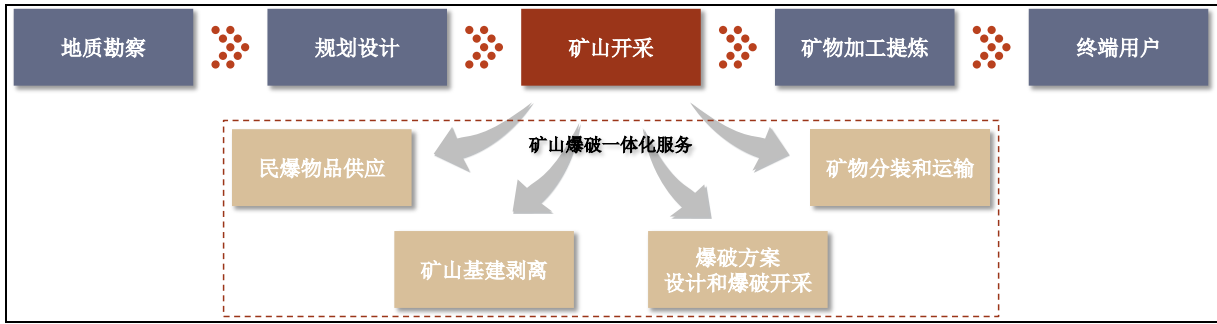 地质勘察
规划设计
矿山开采
矿物加工提炼
终端用户
矿山爆破一体化服务
民爆物品供应
矿物分装和运输
矿山基建剥离
爆破方案
设计和爆破开采